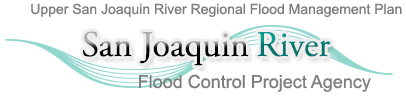 Upper San Joaquin River Regional Flood Management Plan
San Joaquin River
Flood Control Project Agency